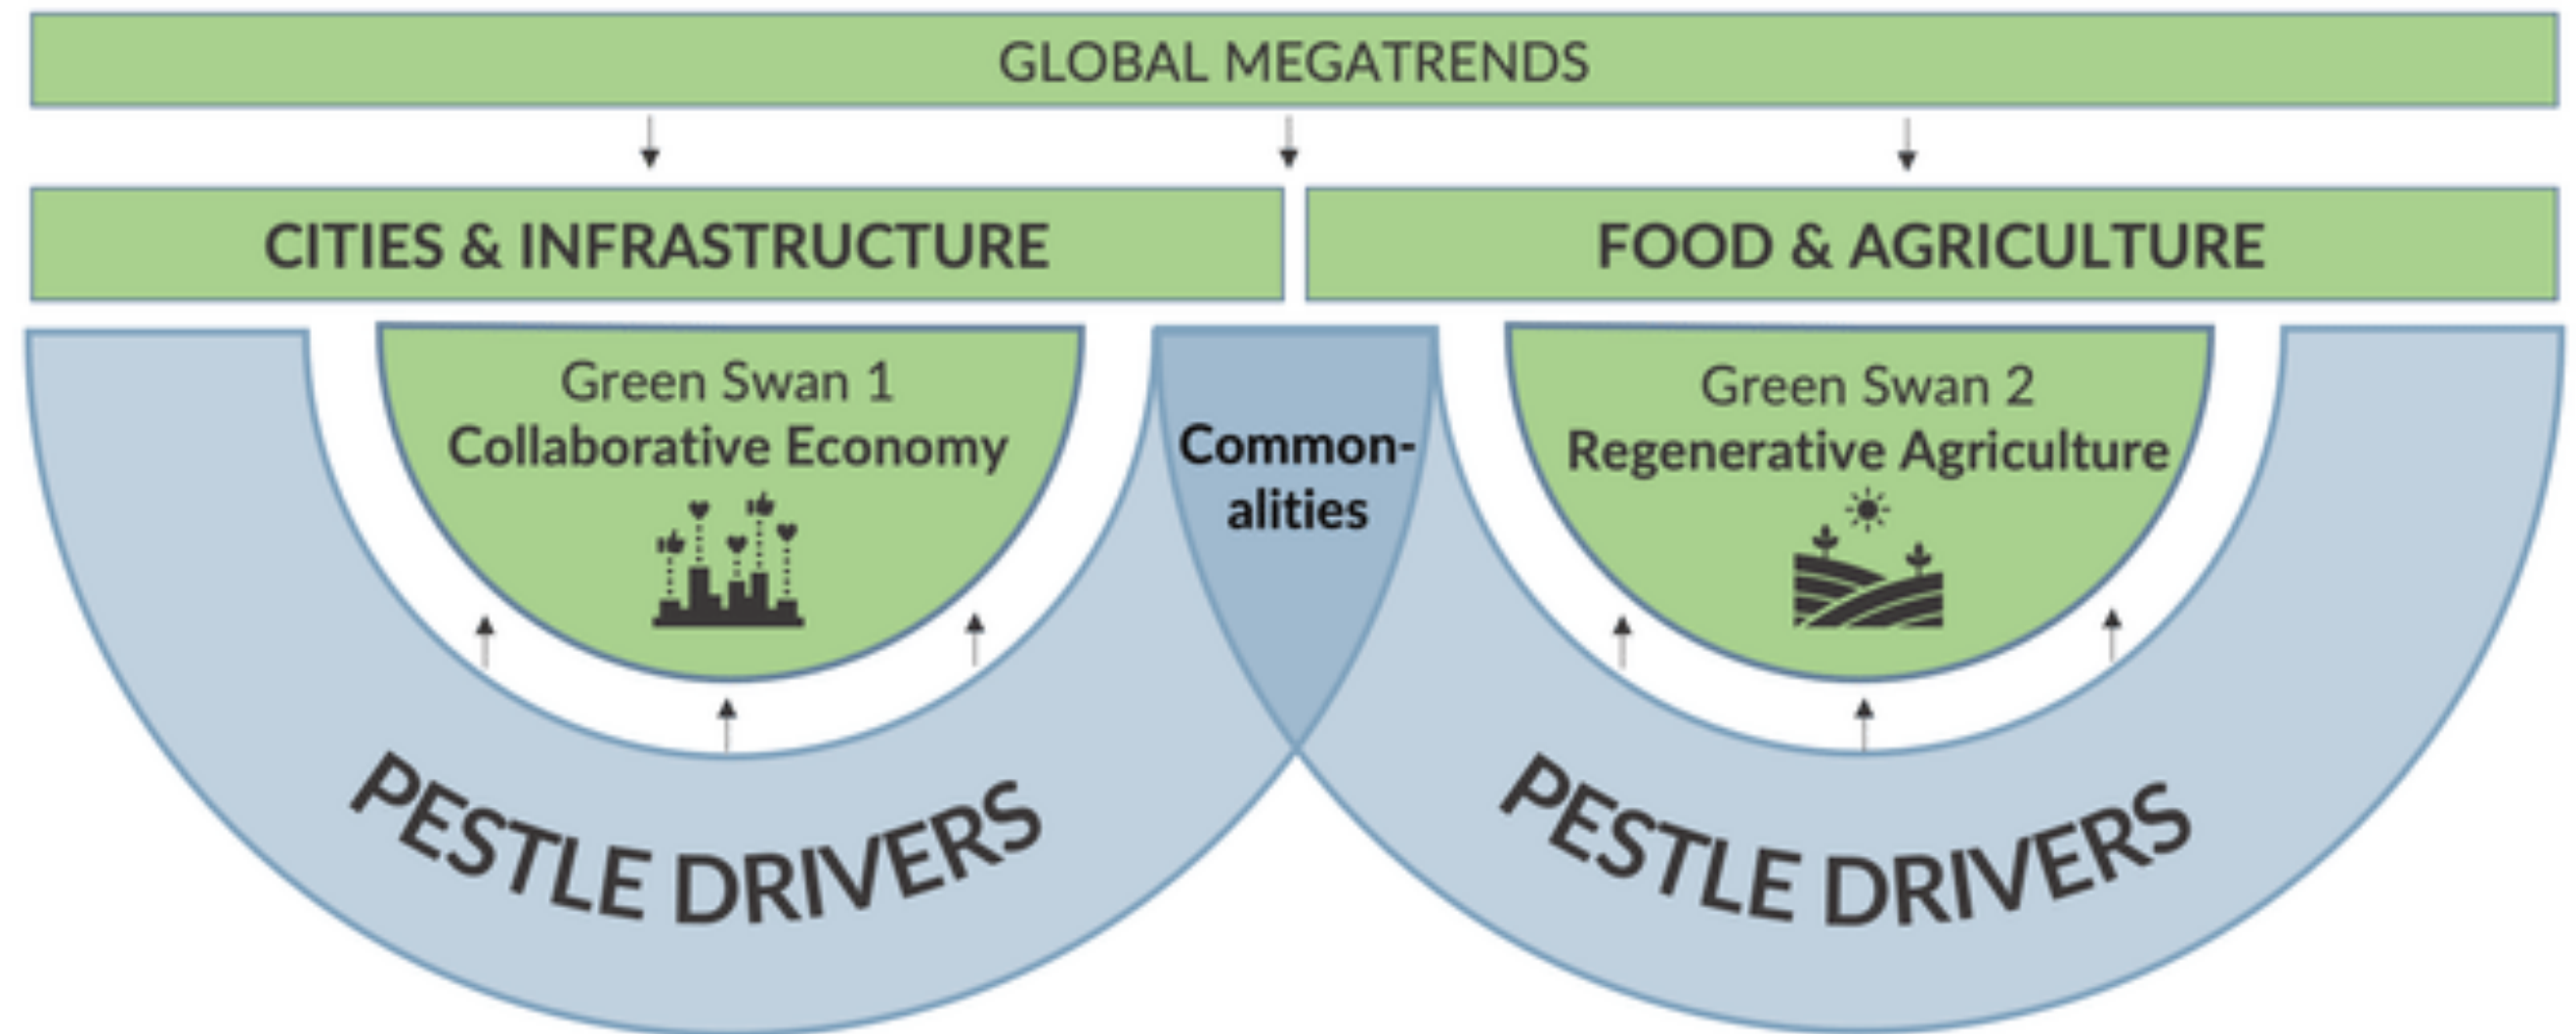 GLOBAL MEGATRENDS
CITIES & INFRASTRUCTURE
FOOD & AGRICULTURE
Green Swan 1
Collaborative Economy
Common-
alities
Green Swan 2
Regenerative Agriculture
PESTLE DRIVERS
PESTLE DRIVERS